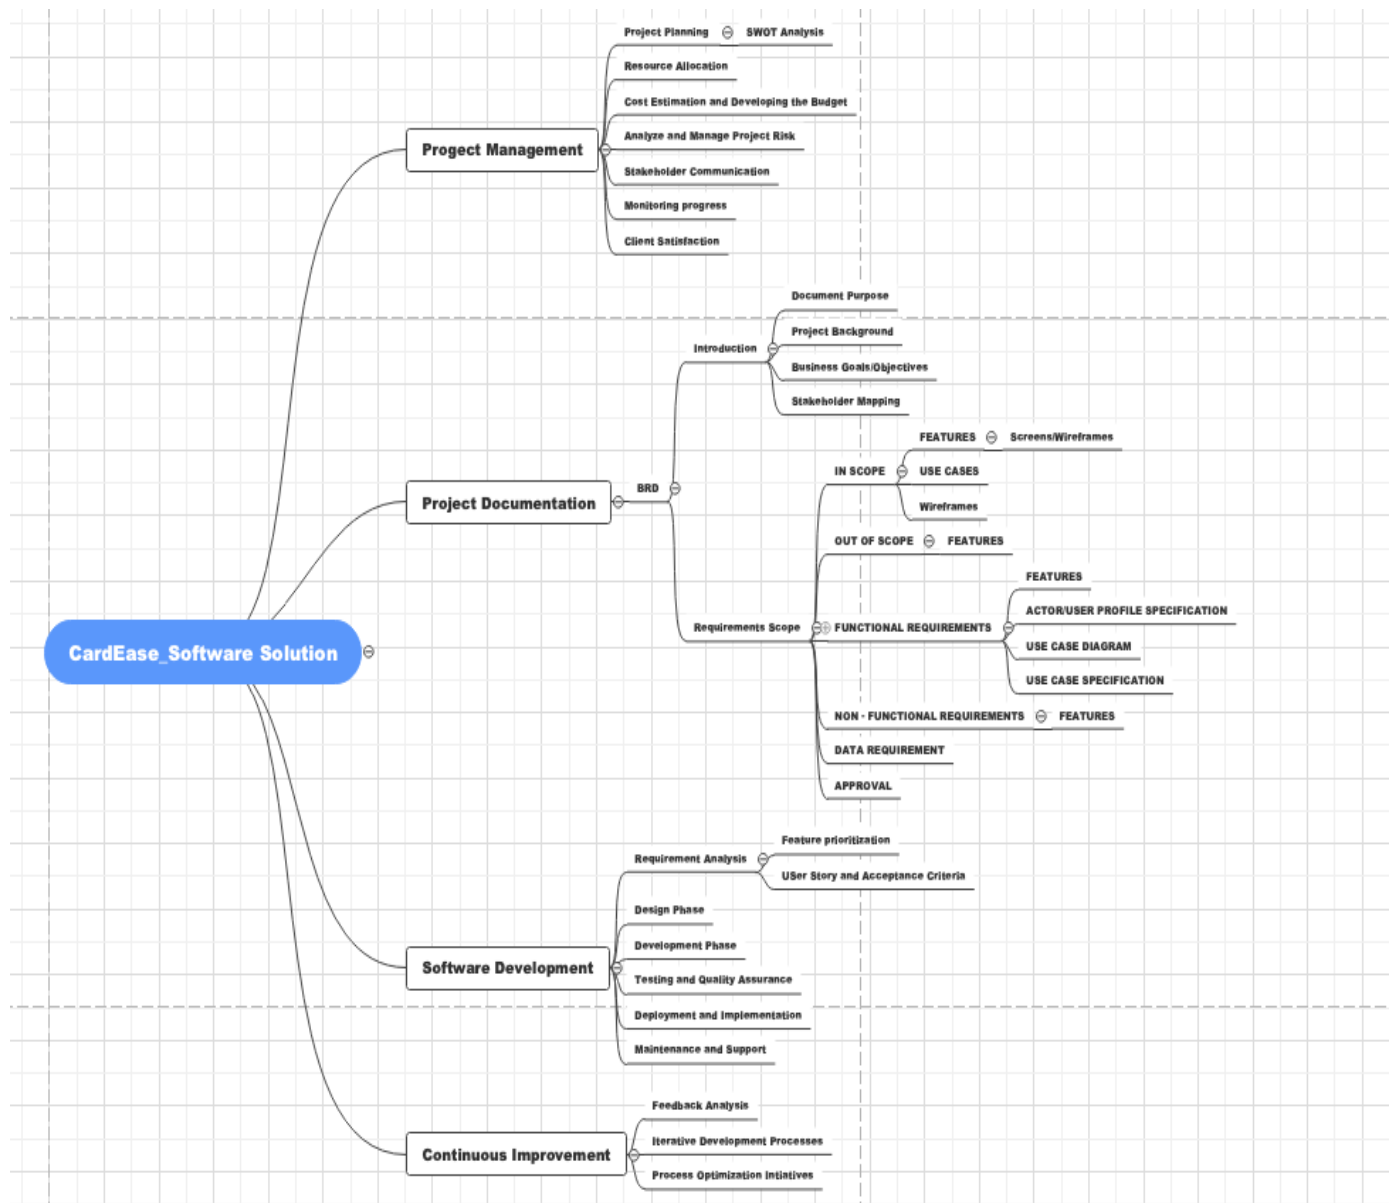 Project Planning
SWOT Analysis
Resource Allocation
Cost Estimation and Developing the Budget
Analyze and Manage Project Risk
Progect Management
Stakeholder Communication
Monitoring progress
Client Satisfaction
Document Purpose
Project Background
Introduction
Business Goals/Objectives
Stakeholder Mapping
FEATURES
Screens/Wireframes
IN SCOPE
USE CASES
BRD
Project Documentation
Wireframes
OUT OF SCOPE
FEATURES
FEATURES
ACTOR/USER PROFILE SPECIFICATION
Requirements Scope
FUNCTIONAL REQUIREMENTS
USE CASE DIAGRAM
CardEase_Software Solution
USE CASE SPECIFICATION
NON - FUNCTIONAL REQUIREMENTS
FEATURES
DATA REQUIREMENT
APPROVAL
Feature prioritization
Requirement Analysis
USer Story and Acceptance Criteria
Design Phase
Development Phase
Software Development
Testing and Quality Assurance
Deployment and Implementation
Maintenance and Support
Feedback Analysis
Iterative Development Processes
Continuous Improvement
Process Optimization Intiatives